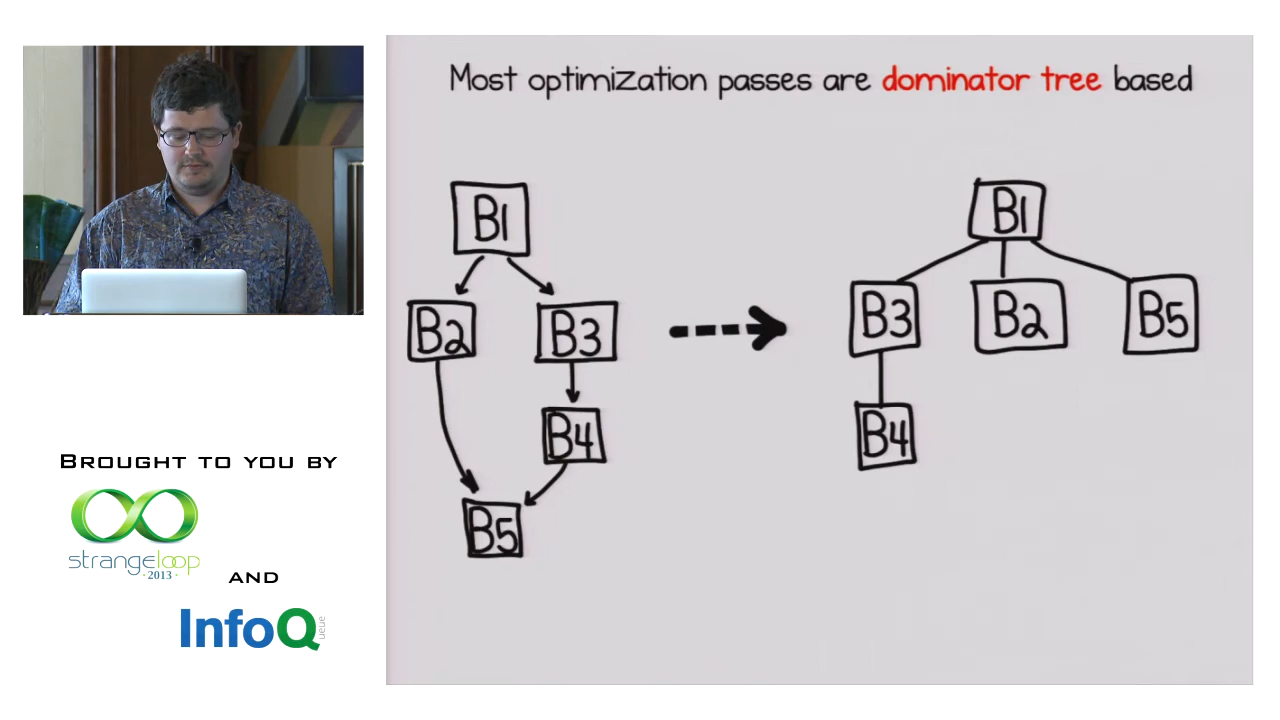 Most optimization passes are dominator tree based
B1
B2
B3
B4
B5
B1
B3
B2
B5
B4
BROUGHT TO YOU BY
strangeloop
·2013·
AND
InfoQ
queue